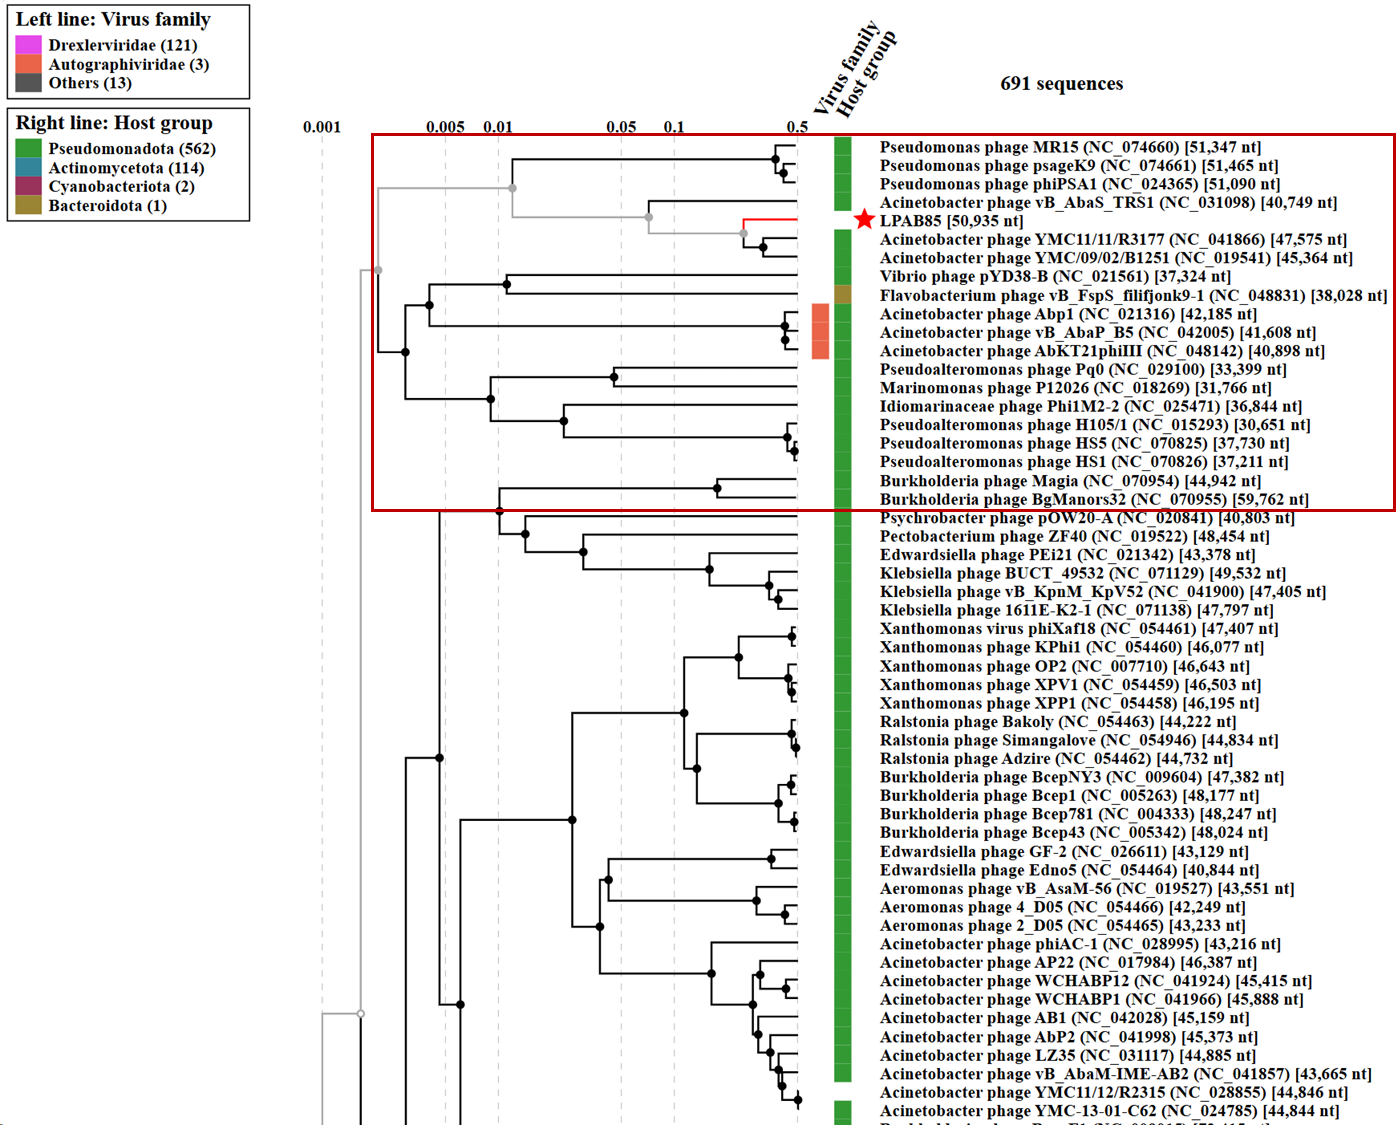 Left line: Virus family
Drexlerviridae (121)
Autographiviridae (3)
Others (13)
Right line: Host group
Pseudomonadota (562)
Actinomycetota (114)
Cyanobacteriota (2)
Bacteroidota (1)
Virus family
Host group
691 sequences
0.001 0.005 0.01 0.05 0.1 0.5
Pseudomonas phage MR15 (NC_074660) [51,347 nt]
Pseudomonas phage psageK9 (NC_074661) [51,465 nt]
Pseudomonas phage phiPSA1 (NC_024365) [51,090 nt]
Acinetobacter phage vB_AbaS_TRS1 (NC_031098) [40,749 nt]
LPAB85 [50,935 nt]
Acinetobacter phage YMC11/11/R3177 (NC_041866) [47,575 nt]
Acinetobacter phage YMC/09/02/B1251 (NC_019541) [45,364 nt]
Vibrio phage pYD38-B (NC_021561) [37,324 nt]
Flavobacterium phage vB_FspS_filifjonk9-1 (NC_048831) [38,028 nt]
Acinetobacter phage Abp1 (NC_021316) [42,185 nt]
Acinetobacter phage vB_AbaP_B5 (NC_042005) [41,608 nt]
Acinetobacter phage AbKT21phiIII (NC_048142) [40,898 nt]
Pseudoalteromonas phage Pq0 (NC_029100) [33,399 nt]
Marinomonas phage P12026 (NC_018269) [31,766 nt]
Idiomarinaceae phage Phi1M2-2 (NC_025471) [36,844 nt]
Pseudoalteromonas phage H105/1 (NC_015293) [30,651 nt]
Pseudoalteromonas phage HS5 (NC_070825) [37,730 nt]
Pseudoalteromonas phage HS1 (NC_070826) [37,211 nt]
Burkholderia phage Magia (NC_070954) [44,942 nt]
Burkholderia phage BgManors32 (NC_070955) [59,762 nt]
Psychrobacter phage pOW20-A (NC_020841) [40,803 nt]
Pectobacterium phage ZF40 (NC_019522) [48,454 nt]
Edwardsiella phage PEi21 (NC_021342) [43,378 nt]
Klebsiella phage BUCT_49532 (NC_071129) [49,532 nt]
Klebsiella phage vB_KpnM_KpV52 (NC_041900) [47,405 nt]
Klebsiella phage 1611E-K2-1 (NC_071138) [47,797 nt]
Xanthomonas virus phiXaf18 (NC_054461) [47,407 nt]
Xanthomonas phage KPhi1 (NC_054460) [46,077 nt]
Xanthomonas phage OP2 (NC_007710) [46,643 nt]
Xanthomonas phage XPV1 (NC_054459) [46,503 nt]
Xanthomonas phage XPP1 (NC_054458) [46,195 nt]
Ralstonia phage Bakoly (NC_054463) [44,222 nt]
Ralstonia phage Simangalove (NC_054946) [44,834 nt]
Ralstonia phage Adzire (NC_054462) [44,732 nt]
Burkholderia phage BcepNY3 (NC_009604) [47,382 nt]
Burkholderia phage Bcep1 (NC_005263) [48,177 nt]
Burkholderia phage Bcep781 (NC_004333) [48,247 nt]
Burkholderia phage Bcep43 (NC_005342) [48,024 nt]
Edwardsiella phage GF-2 (NC_026611) [43,129 nt]
Edwardsiella phage Edno5 (NC_054464) [40,844 nt]
Aeromonas phage vB_AsaM-56 (NC_019527) [43,551 nt]
Aeromonas phage 4_D05 (NC_054466) [42,249 nt]
Aeromonas phage 2_D05 (NC_054465) [43,233 nt]
Acinetobacter phage phiAC-1 (NC_028995) [43,216 nt]
Acinetobacter phage AP22 (NC_017984) [46,387 nt]
Acinetobacter phage WCHABP12 (NC_041924) [45,415 nt]
Acinetobacter phage WCHABP1 (NC_041966) [45,888 nt]
Acinetobacter phage AB1 (NC_042028) [45,159 nt]
Acinetobacter phage AbP2 (NC_041998) [45,373 nt]
Acinetobacter phage LZ35 (NC_031117) [44,885 nt]
Acinetobacter phage vB_AbaM-IME-AB2 (NC_041857) [43,665 nt]
Acinetobacter phage YMC11/12/R2315 (NC_028855) [44,846 nt]
Acinetobacter phage YMC-13-01-C62 (NC_024785) [44,844 nt]